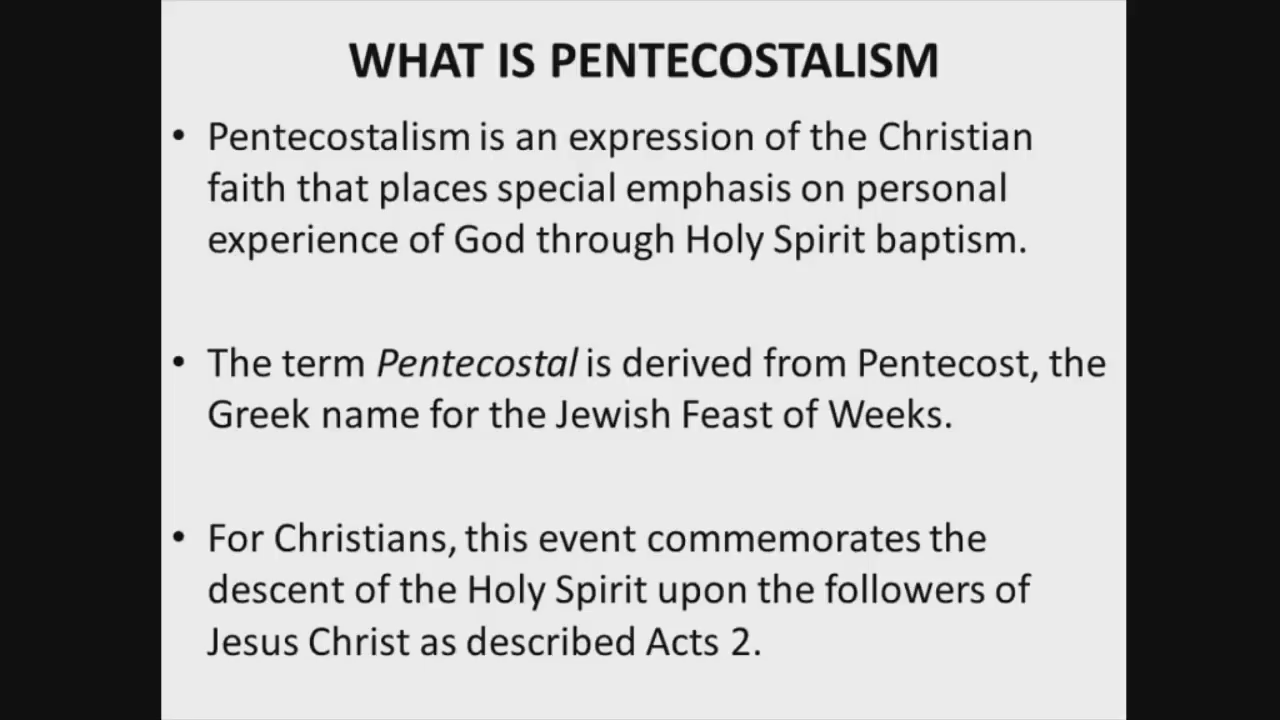 WHAT IS PENTECOSTALISM
• Pentecostalism is an expression of the Christian
faith that places special emphasis on personal
experience of God through Holy Spirit baptism.
• The term Pentecostal is derived from Pentecost, the
Greek name for the Jewish Feast of Weeks.
• For Christians, this event commemorates the
descent of the Holy Spirit upon the followers of
Jesus Christ as described Acts 2.